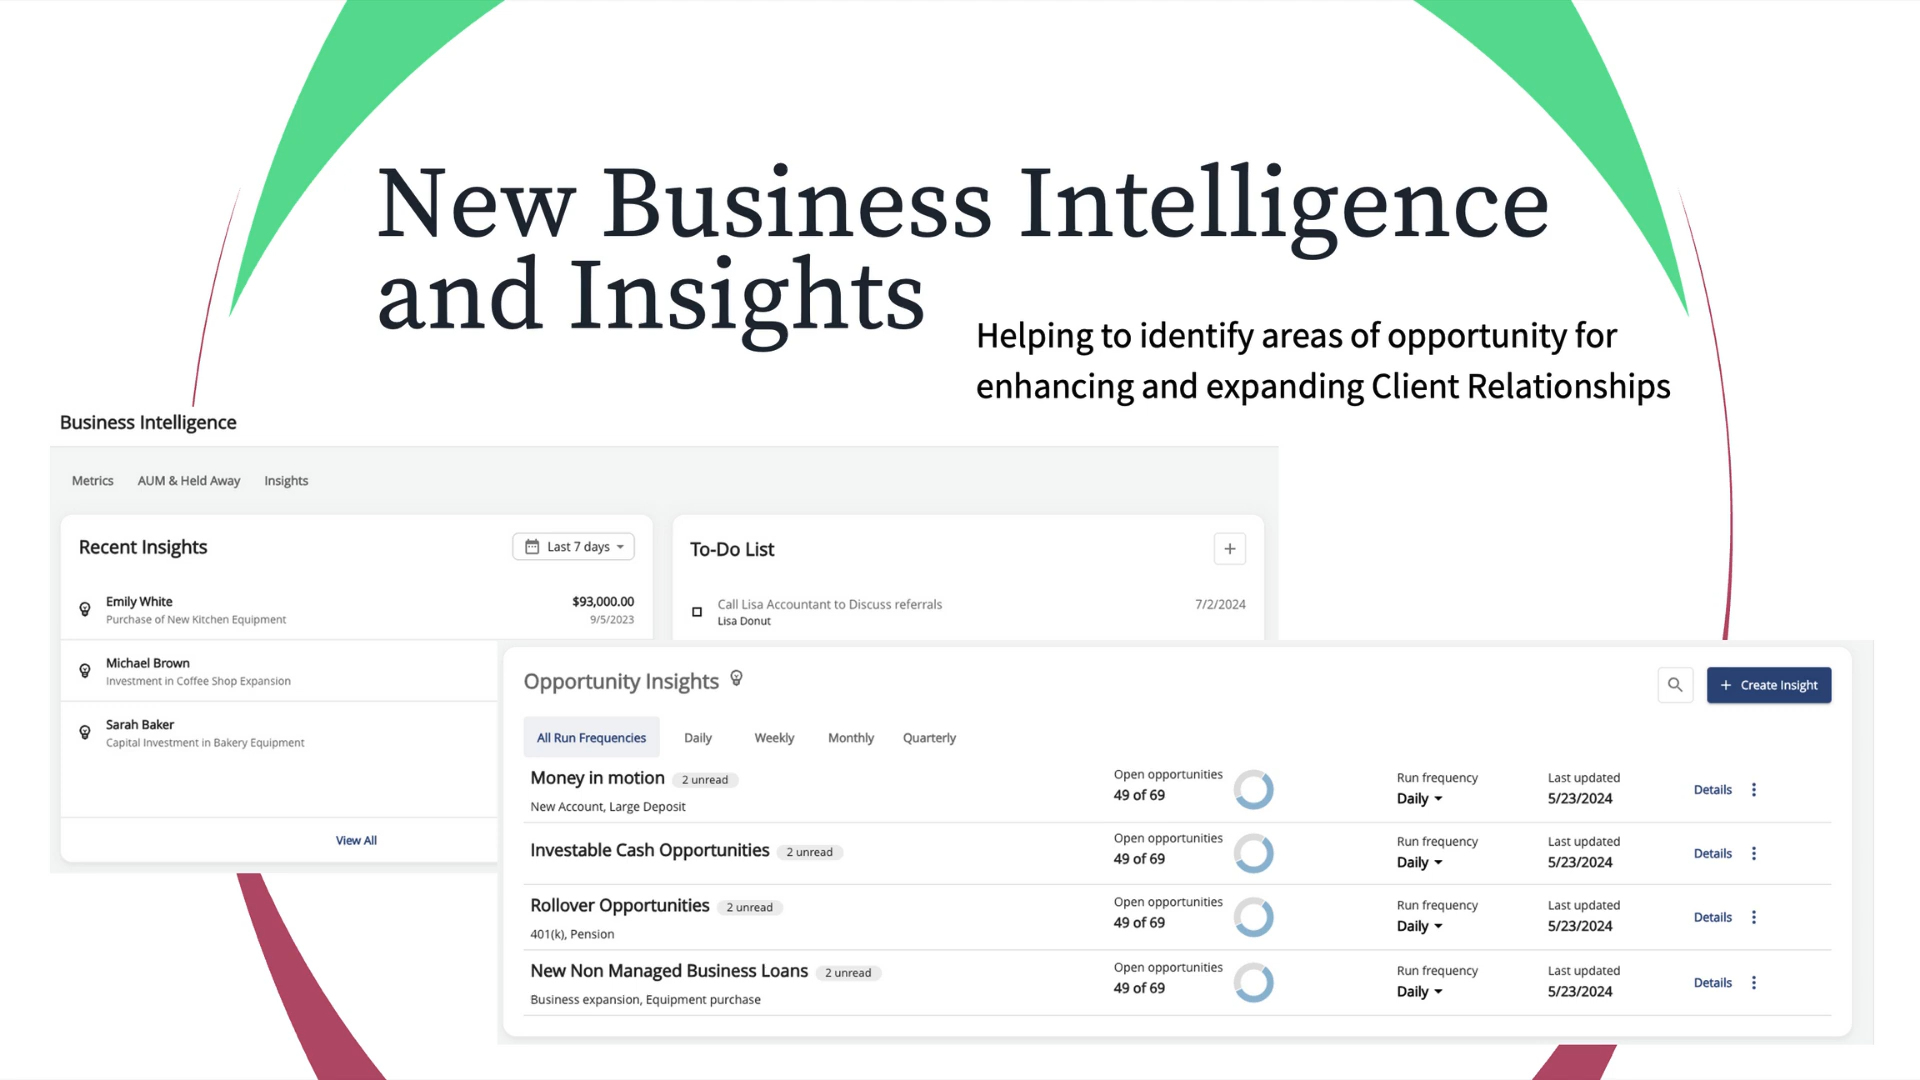 New Business Intelligence
and Insights
Helping to identify areas of opportunity for
enhancing and expanding Client Relationships
Business Intelligence
Metrics AUM & Held Away Insights
Recent Insights
Last 7 days
Emily White
$93,000.00
Purchase of New Kitchen Equipment
9/5/2023
Michael Brown
Investment in Coffee Shop Expansion
Sarah Baker
Capital Investment in Bakery Equipment
View All
To-Do List
+
Call Lisa Accountant to Discuss referrals
7/2/2024
Lisa Donut
Opportunity Insights
+ Create Insight
All Run Frequencies Daily Weekly Monthly Quarterly
Money in motion 2 unread
New Account, Large Deposit
Open opportunities
49 of 69
Run frequency
Daily
Last updated
5/23/2024
Details
Investable Cash Opportunities 2 unread
Open opportunities
49 of 69
Run frequency
Daily
Last updated
5/23/2024
Details
Rollover Opportunities 2 unread
401(k), Pension
Open opportunities
49 of 69
Run frequency
Daily
Last updated
5/23/2024
Details
New Non Managed Business Loans 2 unread
Business expansion, Equipment purchase
Open opportunities
49 of 69
Run frequency
Daily
Last updated
5/23/2024
Details